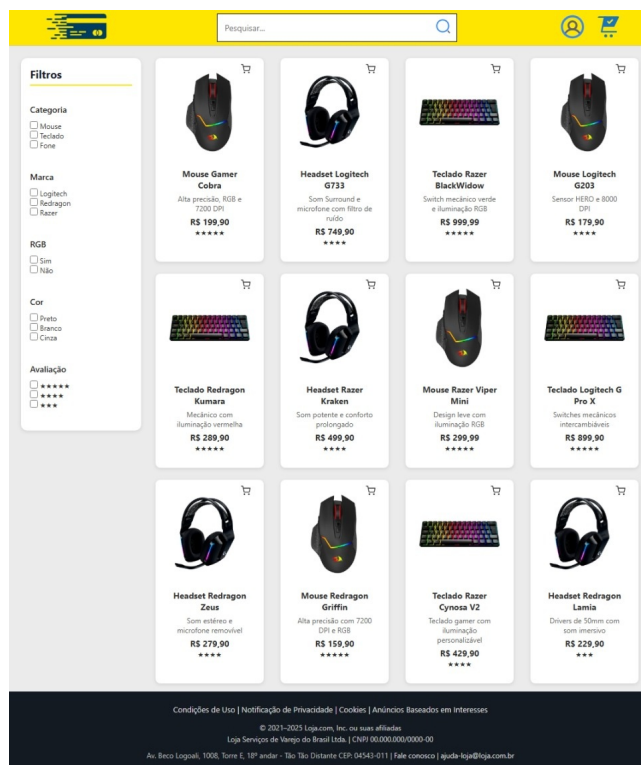 Pesquisar...
Filtros
Categoria
Mouse
Teclado
Fone
Marca
Logitech
Redragon
Razer
RGB
Sim
Não
Cor
Preto
Branco
Cinza
Avaliação
★★★★★
★★★★
★★★
Mouse Gamer
Cobra
Alta precisão, RGB e
7200 DPI
R$ 199,90
★★★★★
Headset Logitech
G733
Som Surround e
microfone com filtro de
ruído
R$ 749,90
★★★★
Teclado Razer
BlackWidow
Switch mecânico verde
e iluminação RGB
R$ 999,99
★★★★★
Mouse Logitech
G203
Sensor HERO e 8000
DPI
R$ 179,90
★★★★
Teclado Redragon
Kumara
Mecânico com
iluminação vermelha
R$ 289,90
★★★★★
Headset Razer
Kraken
Som potente e conforto
prolongado
R$ 499,90
★★★★
Mouse Razer Viper
Mini
Design leve com
iluminação RGB
R$ 299,99
★★★★★
Teclado Logitech G
Pro X
Switches mecânicos
intercambiáveis
R$ 899,90
★★★★★
Headset Redragon
Zeus
Som estéreo e
microfone removível
R$ 279,90
★★★★
Mouse Redragon
Griffin
Alta precisão com 7200
DPI e RGB
R$ 159,90
★★★★★
Teclado Razer
Cynosa V2
Teclado gamer com
iluminação
personalizável
R$ 429,90
★★★★
Headset Redragon
Lamia
Drivers de 50mm com
som imersivo
R$ 229,90
★★★
Condições de Uso | Notificação de Privacidade | Cookies | Anúncios Baseados em Interesses
© 2021–2025 Loja.com, Inc. ou suas afiliadas
Loja Serviços de Varejo do Brasil Ltda. | CNPJ 00.000.000/0000-00
Av. Beco Logoali, 1008, Torre E, 18º andar - Tão Tão Distante CEP: 04543-011 | Fale conosco | ajuda-loja@loja.com.br